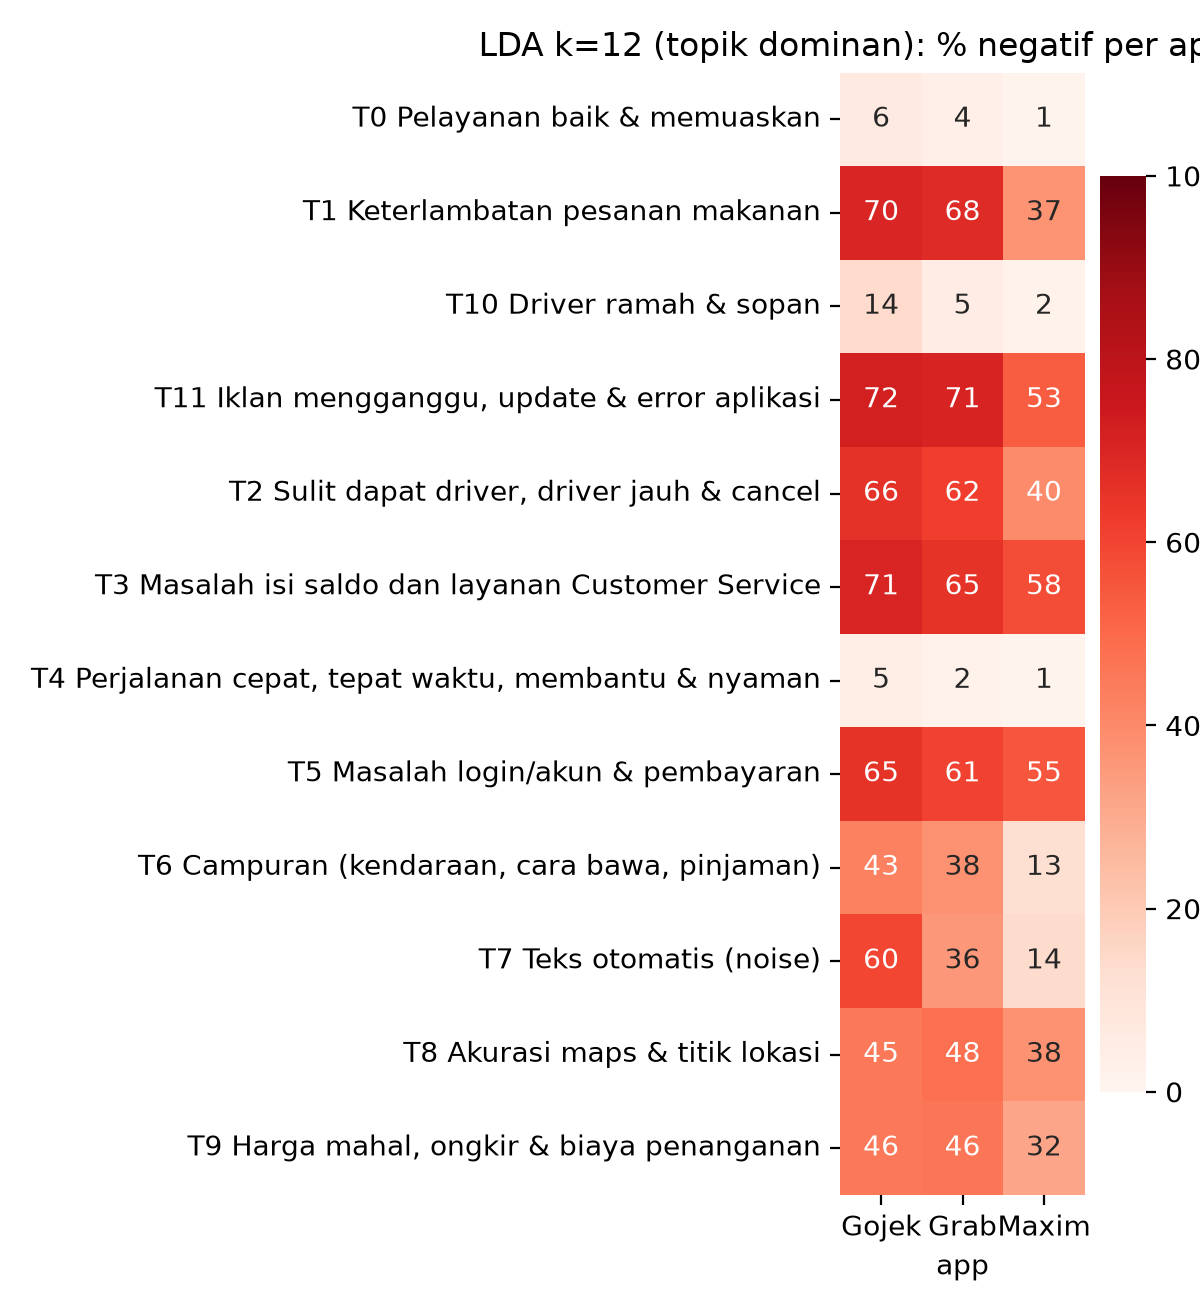 LDA k=12 (topik dominan): % negatif per ap
T0 Pelayanan baik & memuaskan 6 4 1
T1 Keterlambatan pesanan makanan 70 68 37
T10 Driver ramah & sopan 14 5 2
T11 Iklan mengganggu, update & error aplikasi 72 71 53
T2 Sulit dapat driver, driver jauh & cancel 66 62 40
T3 Masalah isi saldo dan layanan Customer Service 71 65 58
T4 Perjalanan cepat, tepat waktu, membantu & nyaman 5 2 1
T5 Masalah login/akun & pembayaran 65 61 55
T6 Campuran (kendaraan, cara bawa, pinjaman) 43 38 13
T7 Teks otomatis (noise) 60 36 14
T8 Akurasi maps & titik lokasi 45 48 38
T9 Harga mahal, ongkir & biaya penanganan 46 46 32
Gojek Grab Maxim
app
10
80
60
40
20
0